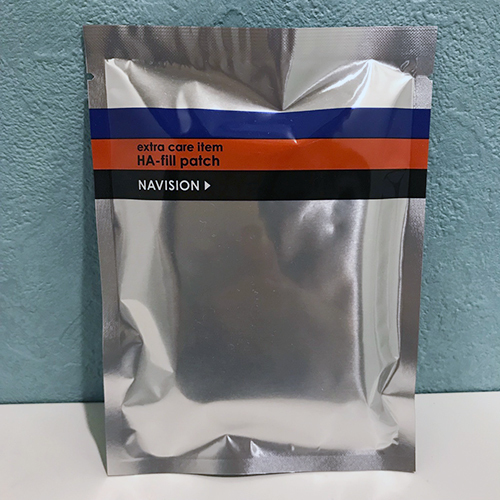 extra care item
HA-fill patch
NAVISION